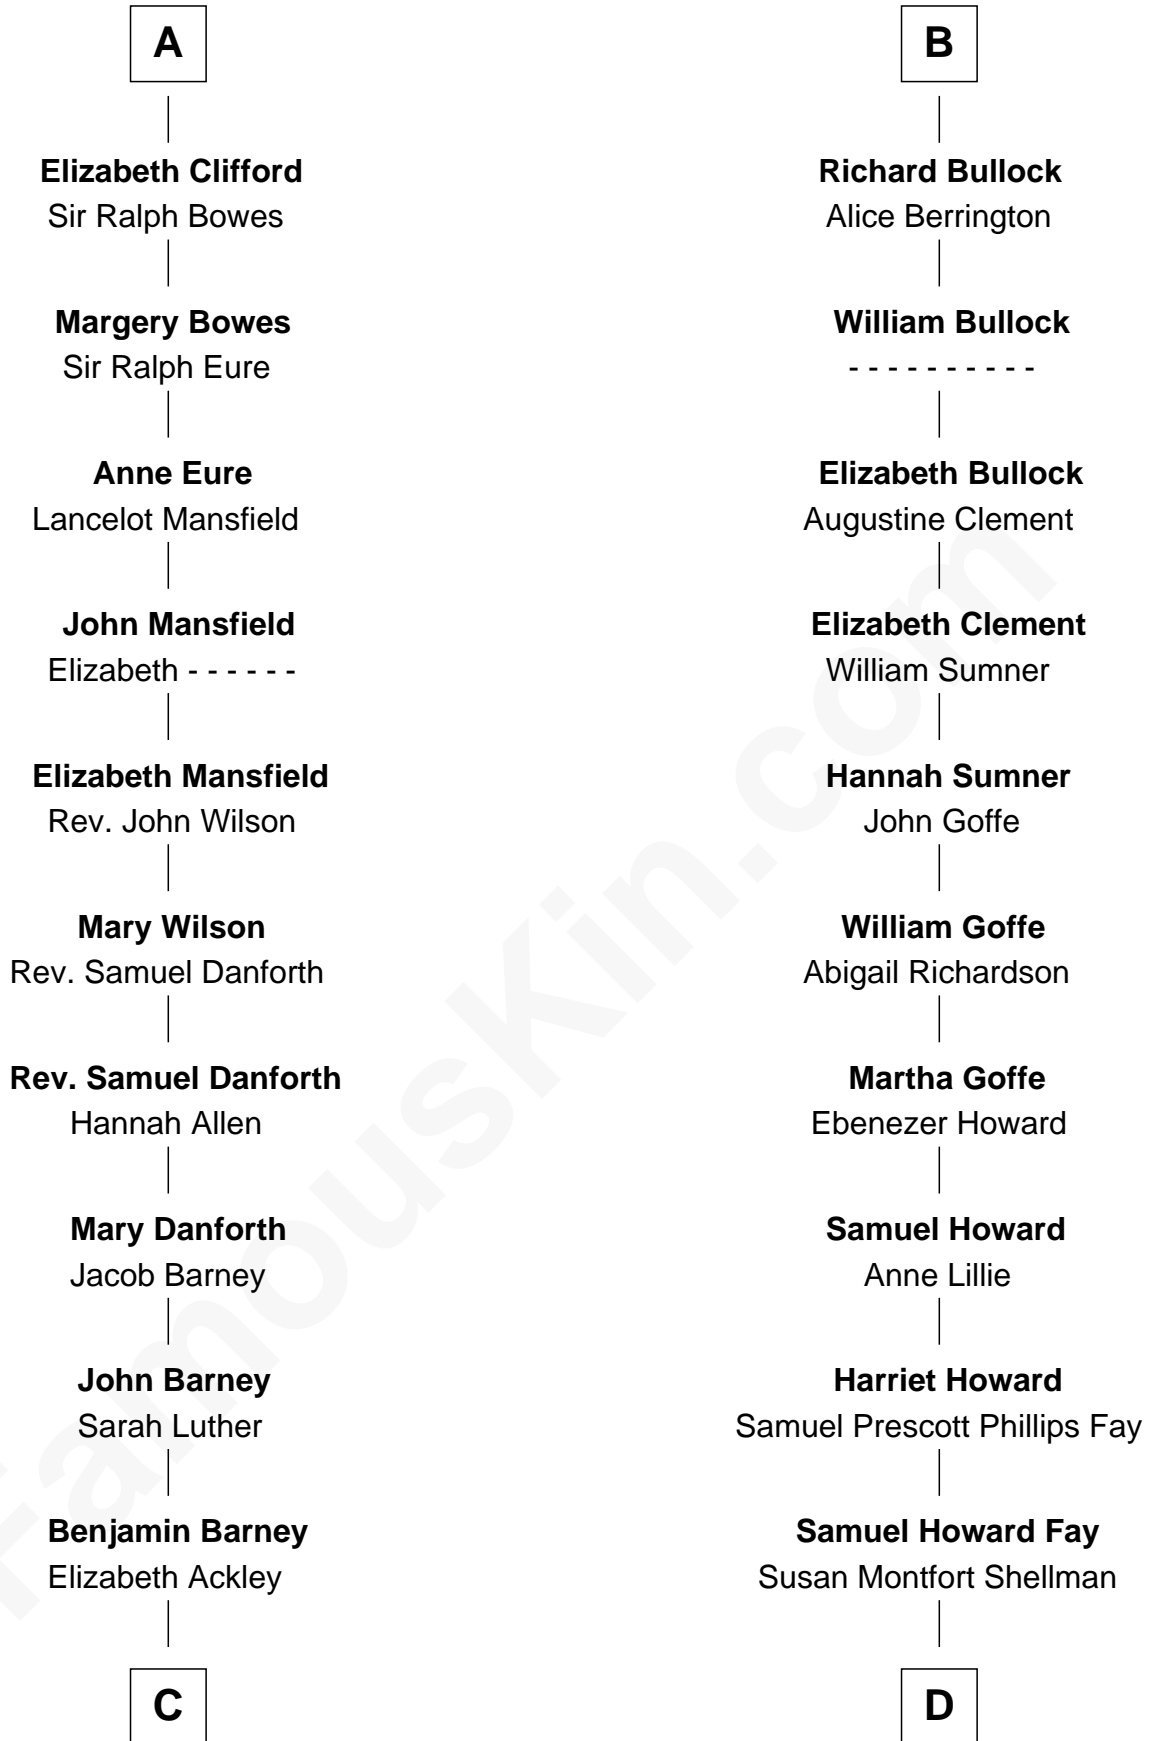 A
Elizabeth Clifford
Sir Ralph Bowes
Margery Bowes
Sir Ralph Eure
Anne Eure
Lancelot Mansfield
John Mansfield
Elizabeth - - - - - -
Elizabeth Mansfield
Rev. John Wilson
Mary Wilson
Rev. Samuel Danforth
Rev. Samuel Danforth
Hannah Allen
Mary Danforth
Jacob Barney
John Barney
Sarah Luther
Benjamin Barney
Elizabeth Ackley
C
B
Richard Bullock
Alice Berrington
William Bullock
- - - - - - - - - -
Elizabeth Bullock
Augustine Clement
Elizabeth Clement
William Sumner
Hannah Sumner
John Goffe
William Goffe
Abigail Richardson
Martha Goffe
Ebenezer Howard
Samuel Howard
Anne Lillie
Harriet Howard
Samuel Prescott Phillips Fay
Samuel Howard Fay
Susan Montfort Shellman
D
FamousKin.com